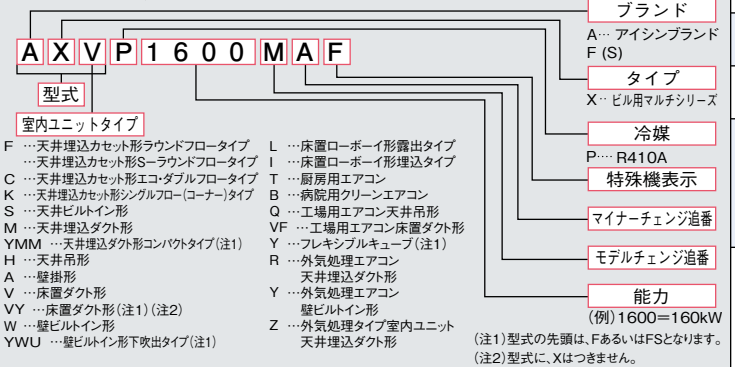 AXVP1600MAF
型式
室内ユニットタイプ
F …天井埋込カセット形ラウンドフロータイプ
…天井埋込カセット形S-ラウンドフロータイプ
C …天井埋込カセット形エコ・ダブルフロータイプ
K …天井埋込カセット形シングルフロー(コーナー)タイプ
S …天井ビルトイン形
M …天井埋込ダクト形
YMM …天井埋込ダクト形コンパクトタイプ(注1)
H …天井吊形
A …壁掛形
V …床置ダクト形
VY …床置ダクト形(注1)(注2)
W …壁ビルトイン形
YWU …壁ビルトイン形下吹出タイプ(注1)
L …床置ローボーイ形露出タイプ
I …床置ローボーイ形埋込タイプ
T …厨房用エアコン
B …病院用クリーンエアコン
Q …工場用エアコン天井吊形
VF …工場用エアコン床置ダクト形
Y …フレキシブルキューブ(注1)
R …外気処理エアコン
天井埋込ダクト形
Y …外気処理エアコン
壁ビルトイン形
Z …外気処理タイプ室内ユニット
天井埋込ダクト形
ブランド
A… アイシンブランド
F (S)
タイプ
X… ビル用マルチシリーズ
冷媒
P…. R410A
特殊機表示
マイナーチェンジ追番
モデルチェンジ追番
能力
(例)1600=160kW
(注1)型式の先頭は、FあるいはFSとなります。
(注2)型式に、Xはつきません。